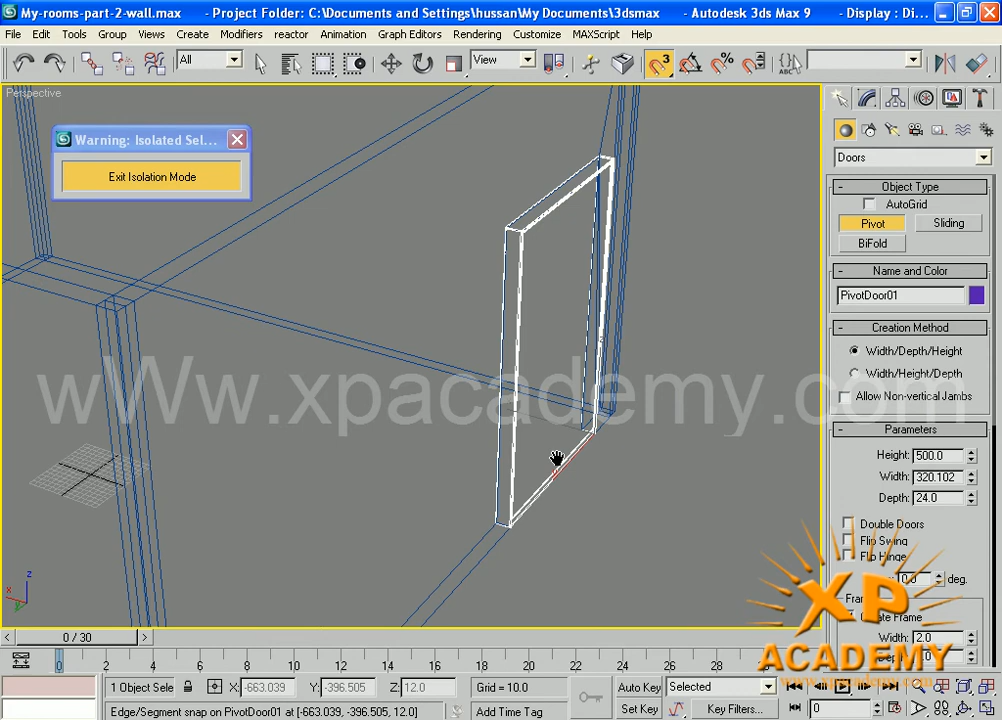 My-rooms-part-2-wall.max - Project Folder: C:\Documents and Settings\hussan\My Documents\3dsmax - Autodesk 3ds Max 9 - Display : Di...
File Edit Tools Group Views Create Modifiers reactor Animation Graph Editors Rendering Customize MAXScript Help
All View 3 ABC
Perspective
Warning: Isolated Sel...
Exit Isolation Mode
Doors
- Object Type
AutoGrid
Pivot Sliding
BiFold
- Name and Color
PivotDoor01
- Creation Method
Width/Depth/Height
Width/Height/Depth
Allow Non-vertical Jambs
- Parameters
Height: 500.0
Width: 320.102
Depth: 24.0
Double Doors
Flip Swing
Flip Hinge
deg.
Width: 2.0
wWw.xpacademy.com
XP
ACADEMY
z
x
y
< 0 / 30 >
0 2 4 6 8 10 12 14 16 18 20 22 24 26 28
1 Object Sele X: -663.039 Y: -396.505 Z: 12.0 Grid = 10.0 Auto Key Selected
Edge/Segment snap on PivotDoor01 at [-663.039, -396.505, 12.0] Add Time Tag Set Key Key Filters... 0